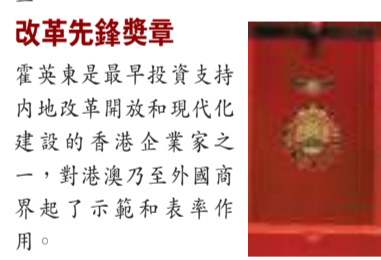 改革先鋒獎章
霍英東是最早投資支持
内地改革開放和現代化
建設的香港企業家之
一，對港澳乃至外國商
界起了示範和表率作
用。